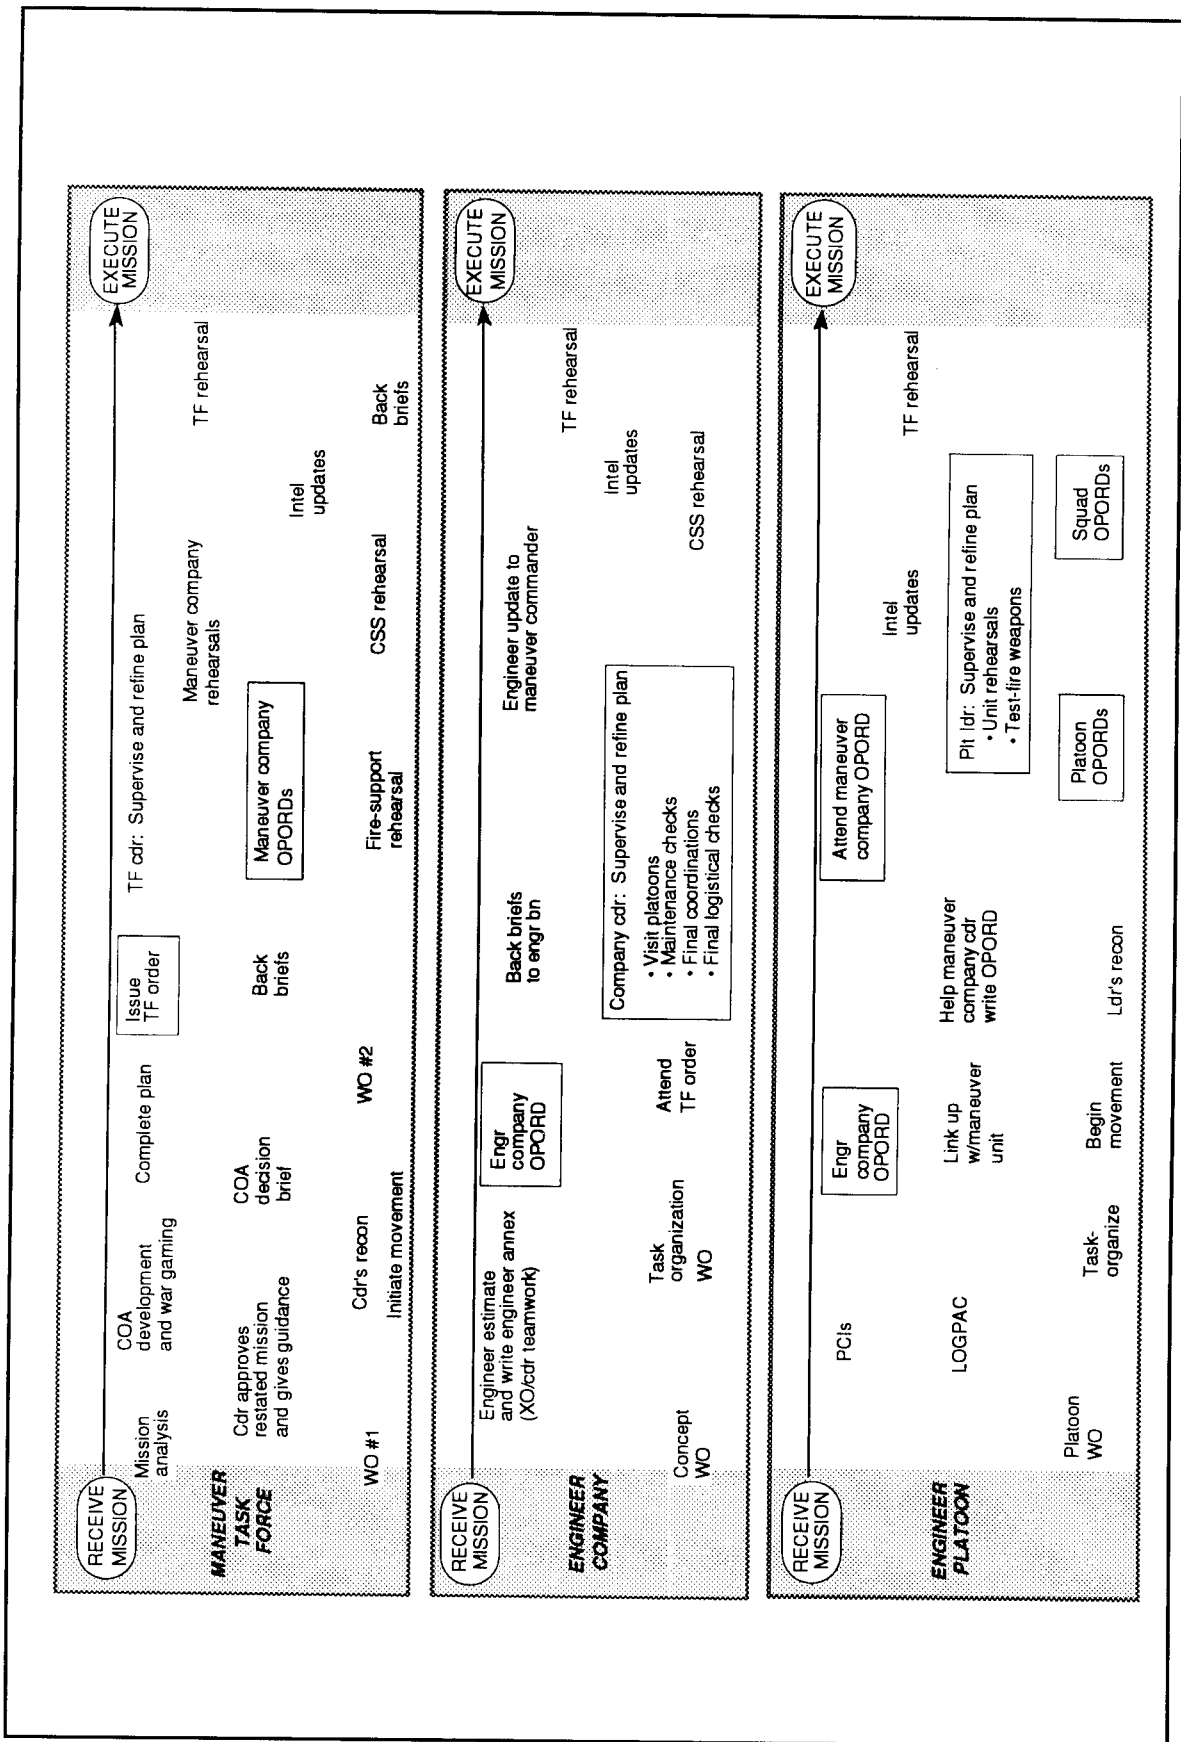 RECEIVE
MISSION
EXECUTE
MISSION
MANEUVER
TASK
FORCE
Mission
analysis
COA
development
and war gaming
Complete plan
Issue
TF order
TF cdr: Supervise and refine plan
Cdr approves
restated mission
and gives guidance
COA
decision
brief
Back
briefs
Maneuver company
OPORDs
Maneuver company
rehearsals
Intel
updates
TF rehearsal
WO #1
Cdr's recon
Initiate movement
WO #2
Fire-support
rehearsal
CSS rehearsal
Back
briefs
RECEIVE
MISSION
EXECUTE
MISSION
ENGINEER
COMPANY
Engineer estimate
and write engineer annex
(XO/cdr teamwork)
Engr
company
OPORD
Back briefs
to engr bn
Engineer update to
maneuver commander
TF rehearsal
Concept
WO
Task
organization
WO
Attend
TF order
Company cdr: Supervise and refine plan
• Visit platoons
• Maintenance checks
• Final coordinations
• Final logistical checks
Intel
updates
CSS rehearsal
RECEIVE
MISSION
EXECUTE
MISSION
ENGINEER
PLATOON
PCIs
Engr
company
OPORD
Attend maneuver
company OPORD
Intel
updates
TF rehearsal
LOGPAC
Link up
w/maneuver
unit
Help maneuver
company cdr
write OPORD
Plt ldr: Supervise and refine plan
• Unit rehearsals
• Test-fire weapons
Platoon
WO
Task-
organize
Begin
movement
Ldr's recon
Platoon
OPORDs
Squad
OPORDs